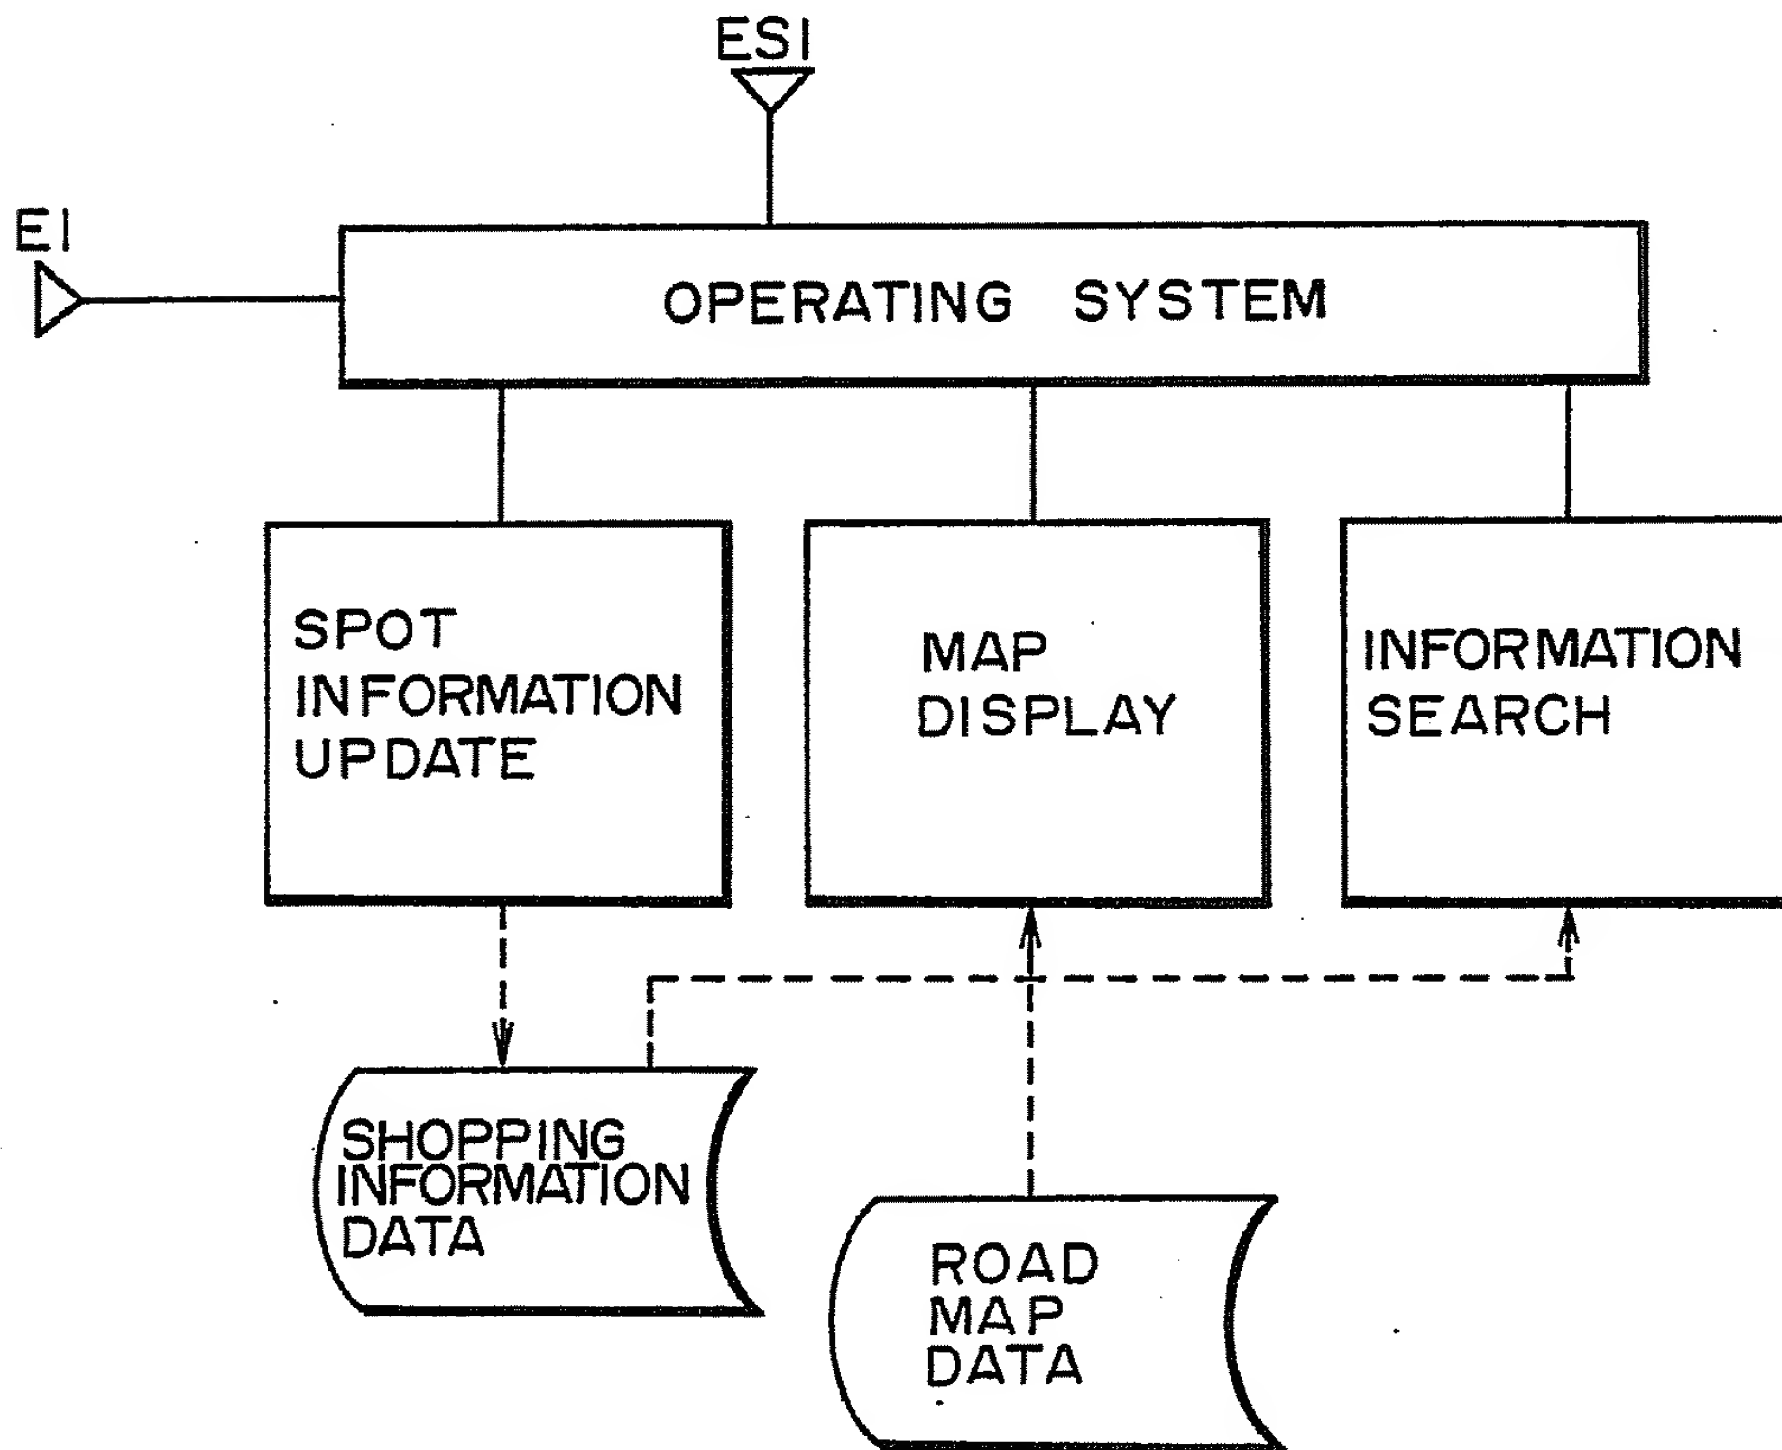 ESI
EI
OPERATING SYSTEM
SPOT
INFORMATION
UPDATE
MAP
DISPLAY
INFORMATION
SEARCH
SHOPPING
INFORMATION
DATA
ROAD
MAP
DATA